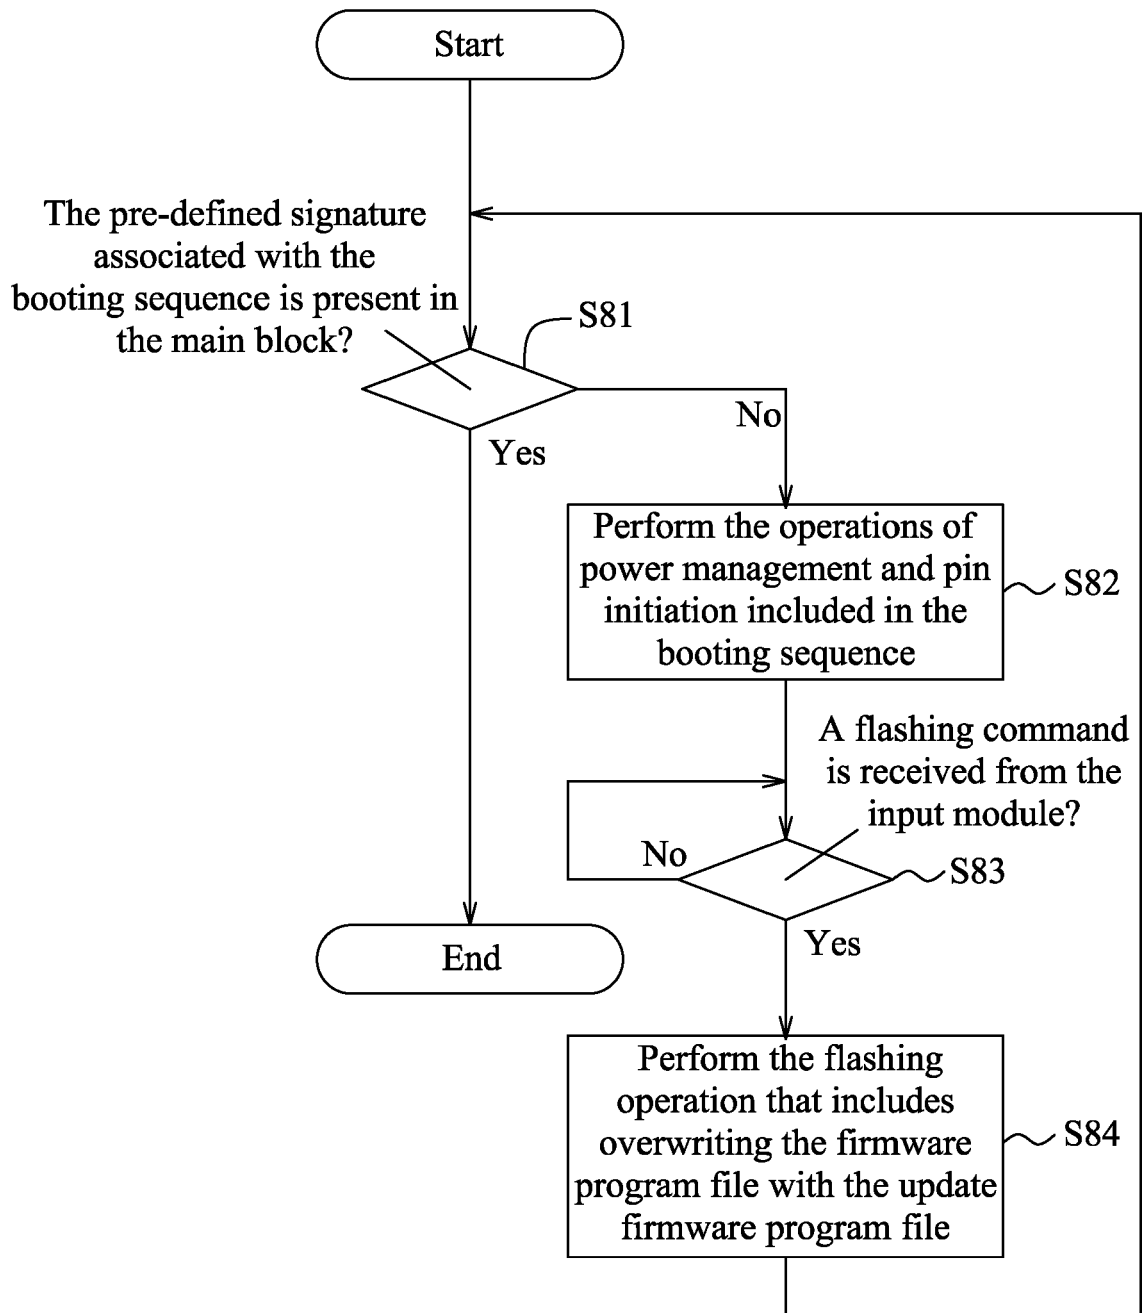 Start
The pre-defined signature
associated with the
booting sequence is present in
the main block?
S81
No
Yes
Perform the operations of
power management and pin
initiation included in the
booting sequence
S82
A flashing command
is received from the
input module?
No
S83
Yes
End
Perform the flashing
operation that includes
overwriting the firmware
program file with the update
firmware program file
S84